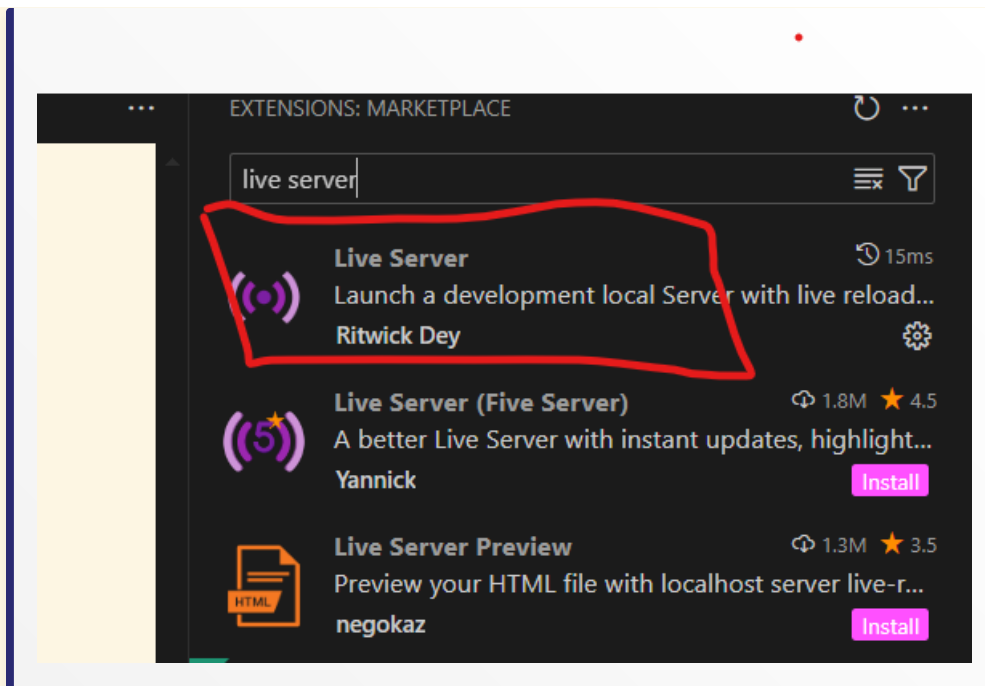 EXTENSIONS: MARKETPLACE
live server
Live Server 15ms
Launch a development local Server with live reload...
Ritwick Dey
Live Server (Five Server) 1.8M 4.5
5
A better Live Server with instant updates, highlight...
Yannick Install
Live Server Preview 1.3M 3.5
Preview your HTML file with localhost server live-r...
HTML
negokaz Install